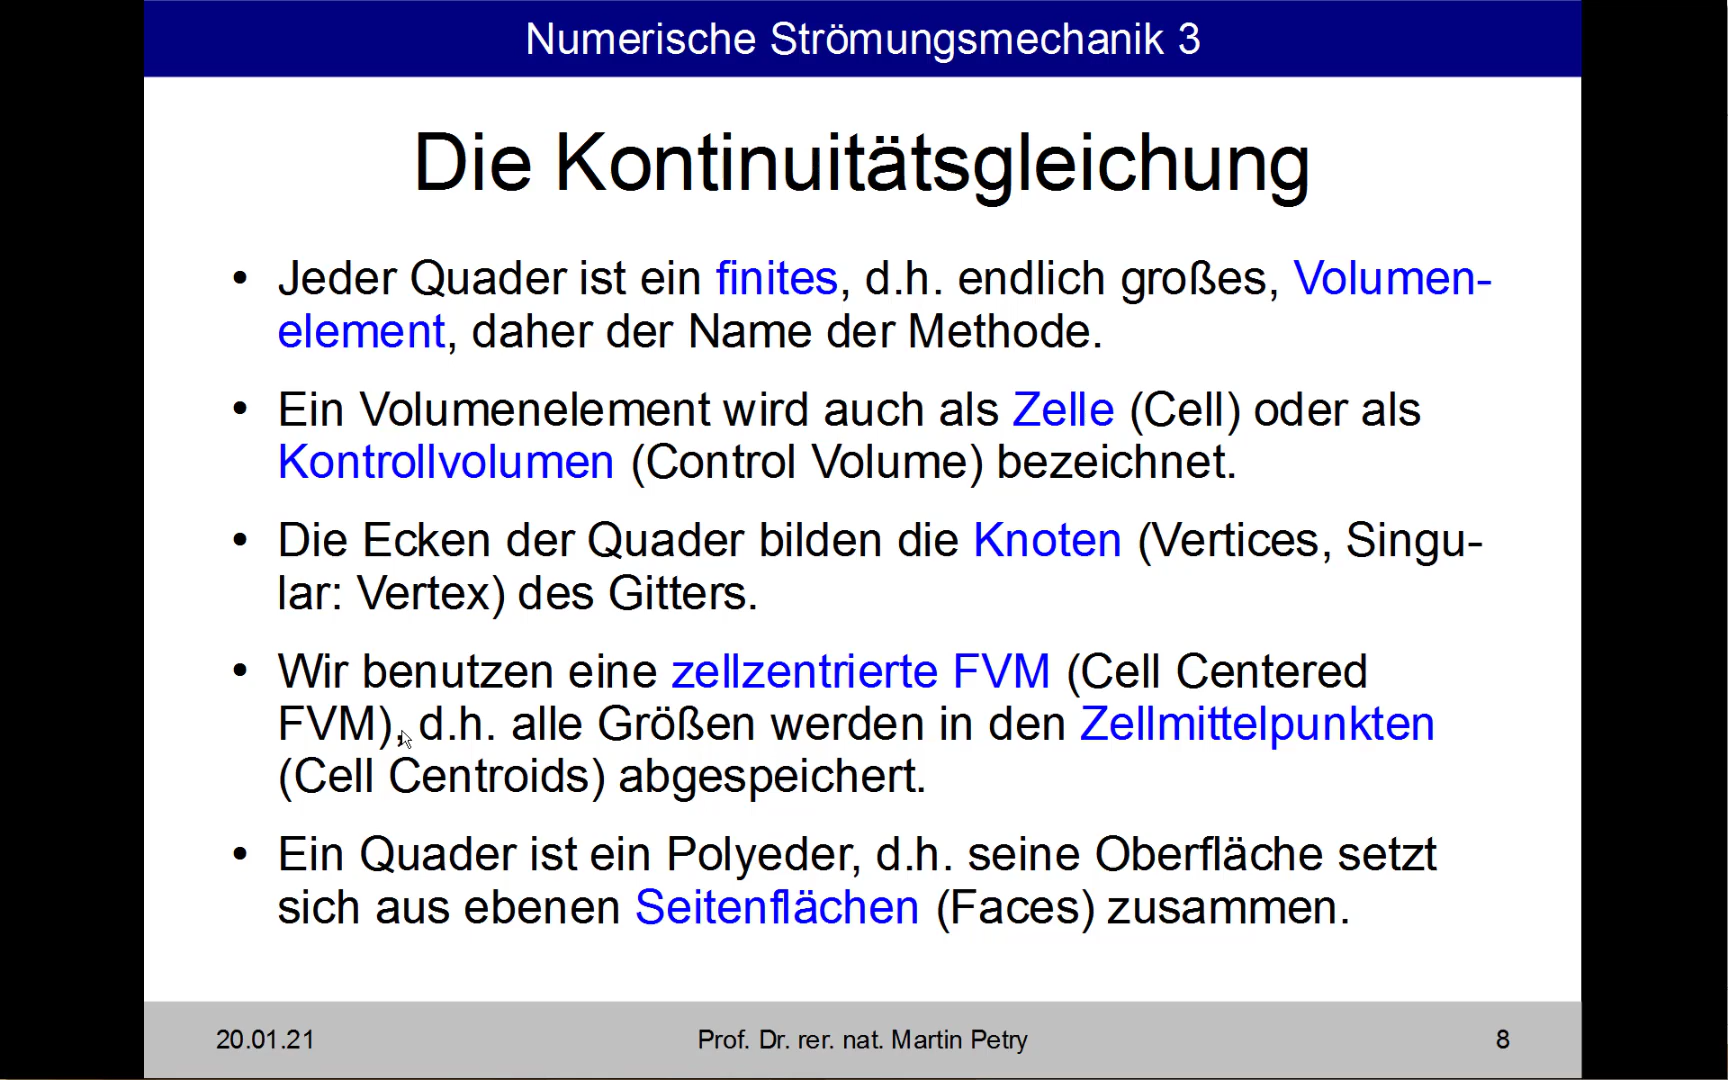 Numerische Strömungsmechanik 3
Die Kontinuitätsgleichung
• Jeder Quader ist ein finites, d.h. endlich großes, Volumen-
element, daher der Name der Methode.
• Ein Volumenelement wird auch als Zelle (Cell) oder als
Kontrollvolumen (Control Volume) bezeichnet.
• Die Ecken der Quader bilden die Knoten (Vertices, Singu-
lar: Vertex) des Gitters.
• Wir benutzen eine zellzentrierte FVM (Cell Centered
FVM), d.h. alle Größen werden in den Zellmittelpunkten
(Cell Centroids) abgespeichert.
• Ein Quader ist ein Polyeder, d.h. seine Oberfläche setzt
sich aus ebenen Seitenflächen (Faces) zusammen.
20.01.21 Prof. Dr. rer. nat. Martin Petry 8